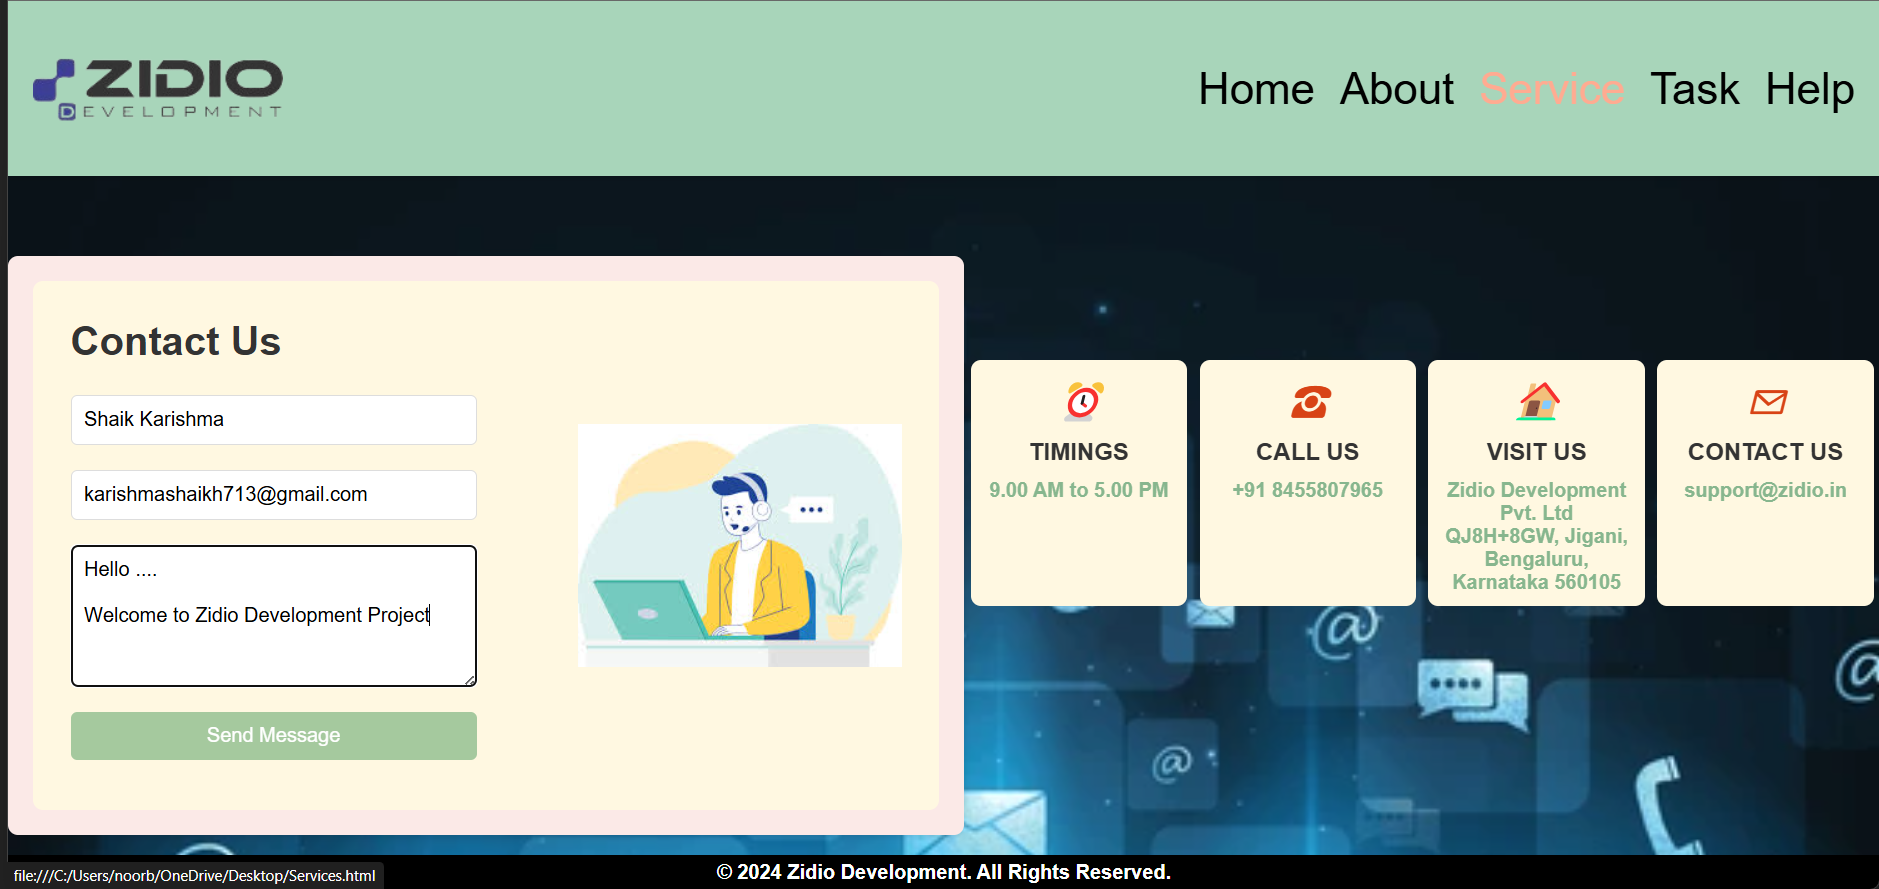 ZIDIO
DEVELOPMENT
Home About Service Task Help
Contact Us
Shaik Karishma
karishmashaikh713@gmail.com
Hello ....
Welcome to Zidio Development Project
Send Message
TIMINGS
9.00 AM to 5.00 PM
CALL US
+91 8455807965
VISIT US
Zidio Development
Pvt. Ltd
QJ8H+8GW, Jigani,
Bengaluru,
Karnataka 560105
CONTACT US
support@zidio.in
@
@
@
© 2024 Zidio Development. All Rights Reserved.
file:///C:/Users/noorb/OneDrive/Desktop/Services.html